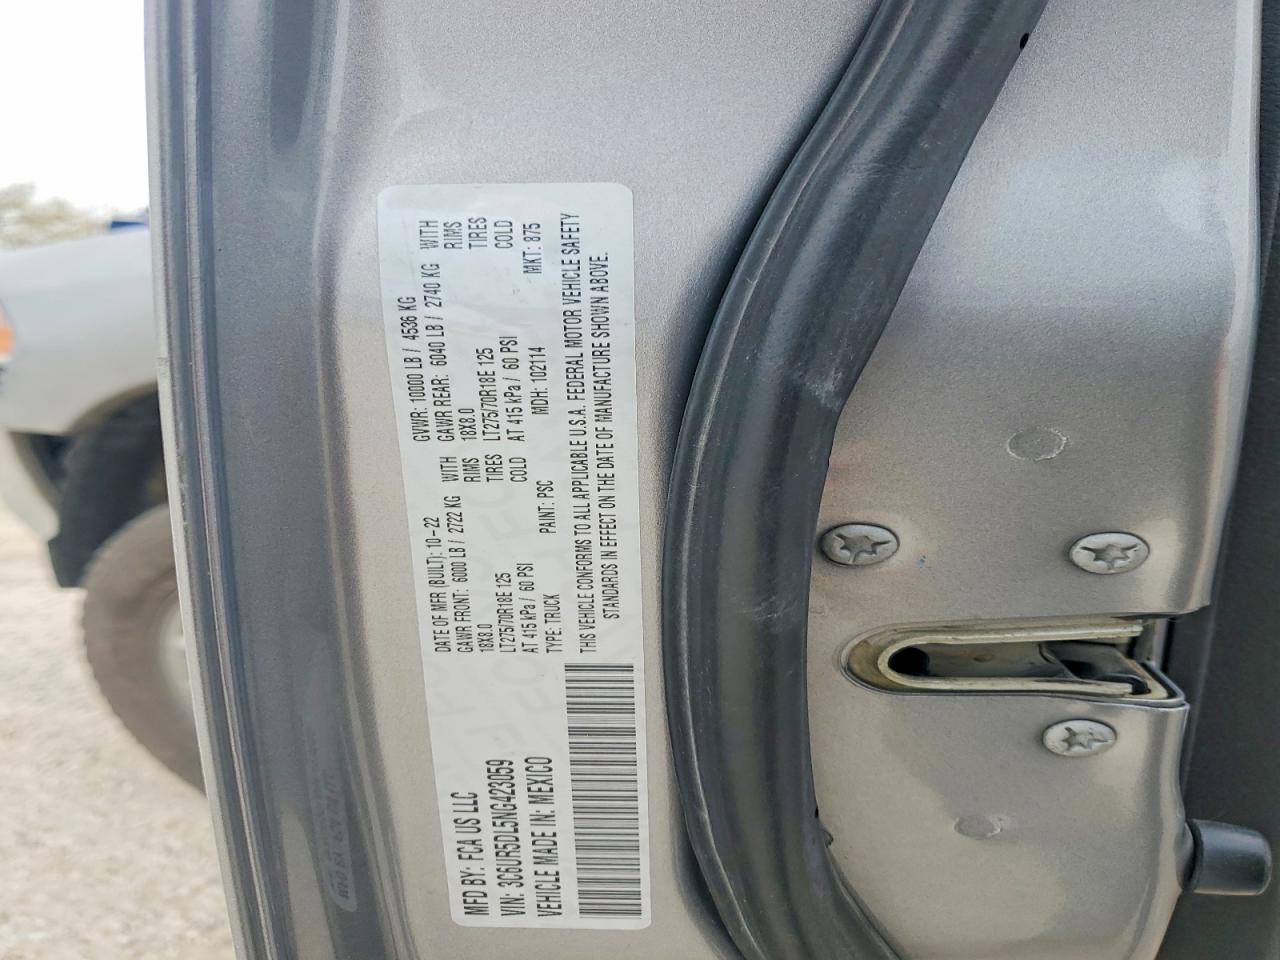 MFD BY: FCA US LLC
VIN: 3C6UR5DL5NG423059
VEHICLE MADE IN: MEXICO
DATE OF MFR (BUILT): 10-22 GVWR: 10000 LB / 4536 KG
GAWR FRONT: 6000 LB / 2722 KG WITH GAWR REAR: 6040 LB / 2740 KG WITH
18X8.0 RIMS 18X8.0 RIMS
LT275/70R18E 125 TIRES LT275/70R18E 125 TIRES
AT 415 kPa / 60 PSI COLD AT 415 kPa / 60 PSI COLD
TYPE: TRUCK PAINT: PSC MDH: 102114 MKT: 875
THIS VEHICLE CONFORMS TO ALL APPLICABLE U.S.A. FEDERAL MOTOR VEHICLE SAFETY
STANDARDS IN EFFECT ON THE DATE OF MANUFACTURE SHOWN ABOVE.